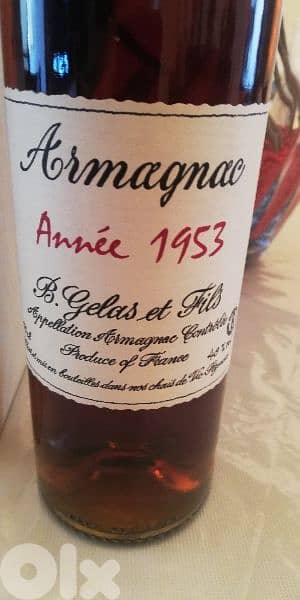 Armagnac
Année 1953
B. Gelas et Fils
Appellation Armagnac Contrôlée
Produce of France 40%
mis en bouteilles dans nos chais de Vic
OLX